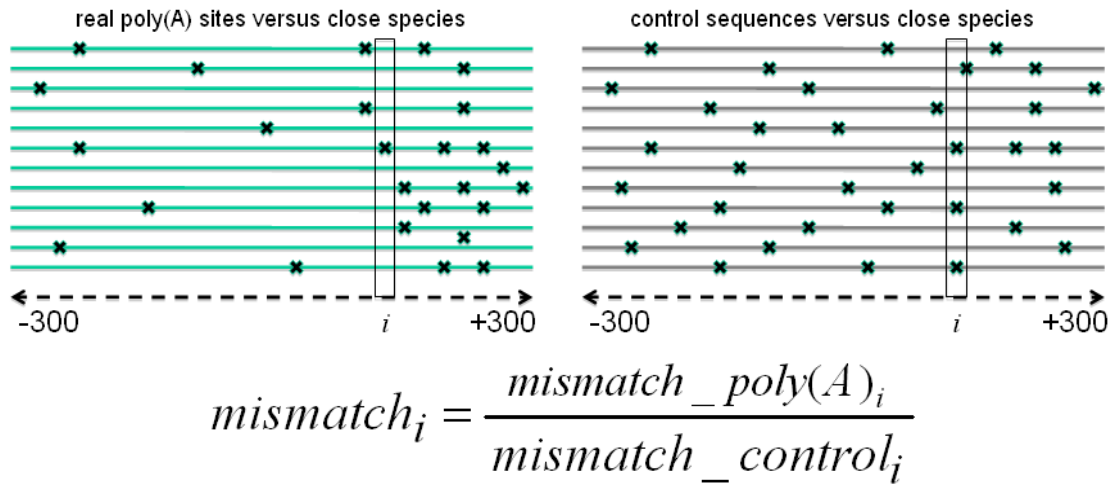 real poly(A) sites versus close species
control sequences versus close species
-300 i +300
-300 i +300
mismatch_i = mismatch_poly(A)_i / mismatch_control_i